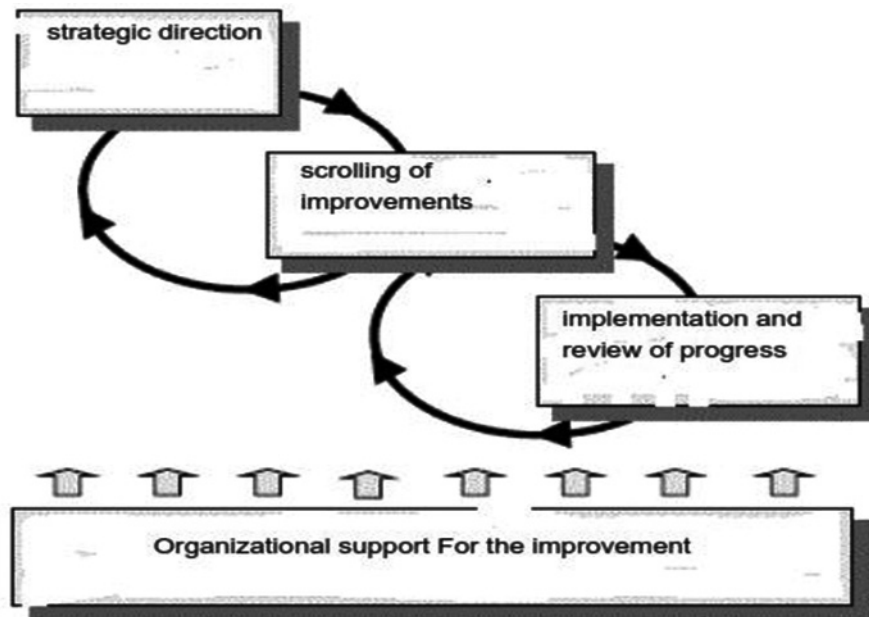 strategic direction
scrolling of
improvements
implementation and
review of progress
Organizational support For the improvement